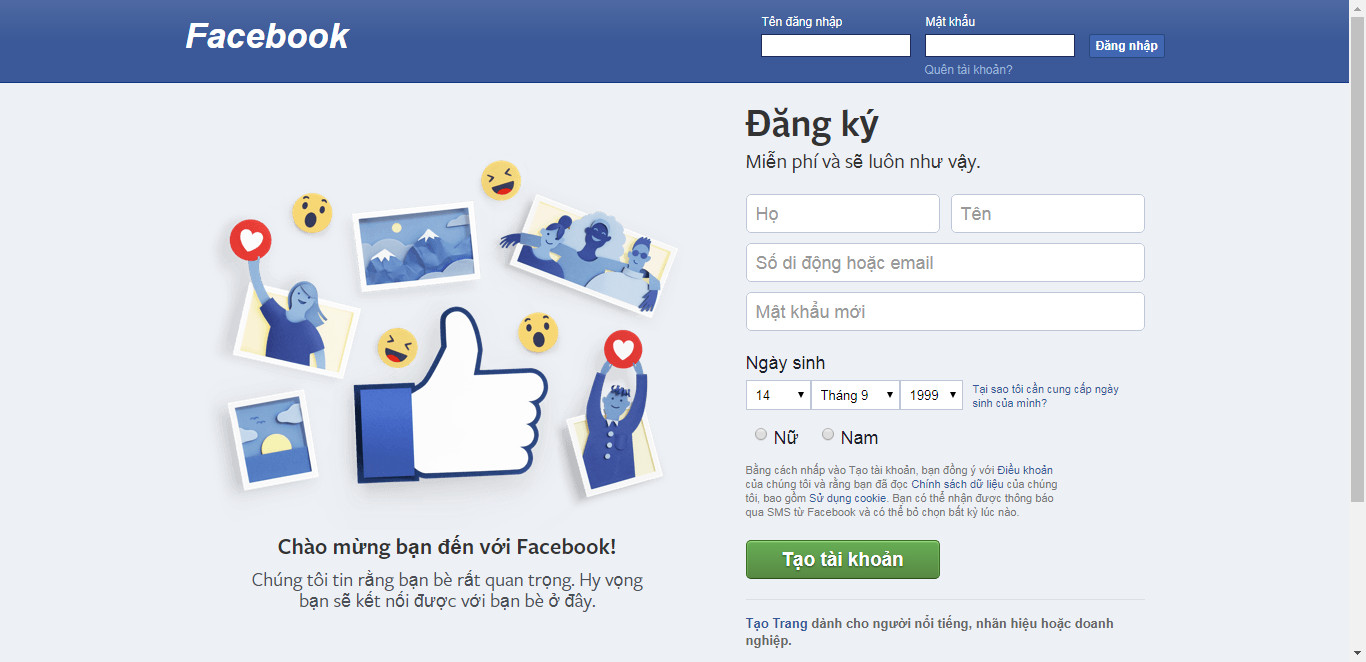 Facebook
Tên đăng nhập
Mật khẩu
Đăng nhập
Quên tài khoản?
Đăng ký
Miễn phí và sẽ luôn như vậy.
Họ
Tên
Số di động hoặc email
Mật khẩu mới
Ngày sinh
14
Tháng 9
1999
Tại sao tôi cần cung cấp ngày
sinh của mình?
Nữ
Nam
Bằng cách nhấp vào Tạo tài khoản, bạn đồng ý với Điều khoản
của chúng tôi và rằng bạn đã đọc Chính sách dữ liệu của chúng
tôi, bao gồm Sử dụng cookie. Bạn có thể nhận được thông báo
qua SMS từ Facebook và có thể bỏ chọn bất kỳ lúc nào.
Tạo tài khoản
Tạo Trang dành cho người nổi tiếng, nhãn hiệu hoặc doanh
nghiệp.
Chào mừng bạn đến với Facebook!
Chúng tôi tin rằng bạn bè rất quan trọng. Hy vọng
bạn sẽ kết nối được với bạn bè ở đây.